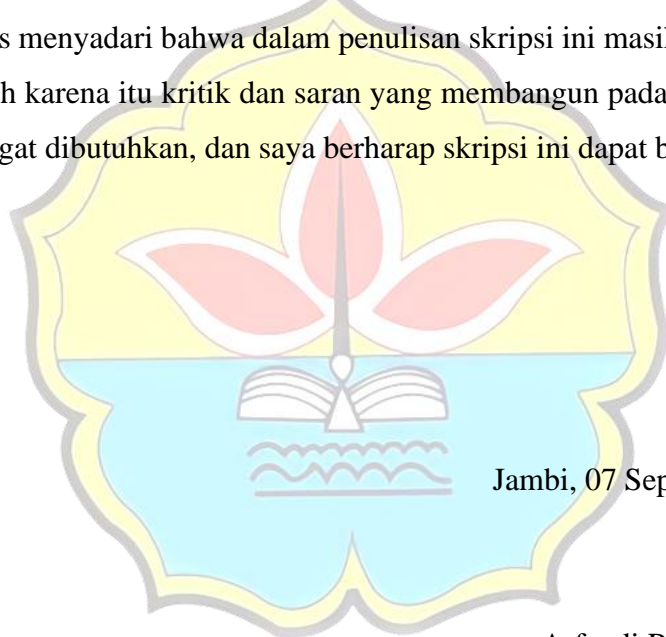 s menyadari bahwa dalam penulisan skripsi ini masih
h karena itu kritik dan saran yang membangun pada
gat dibutuhkan, dan saya berharap skripsi ini dapat b
Jambi, 07 Sep